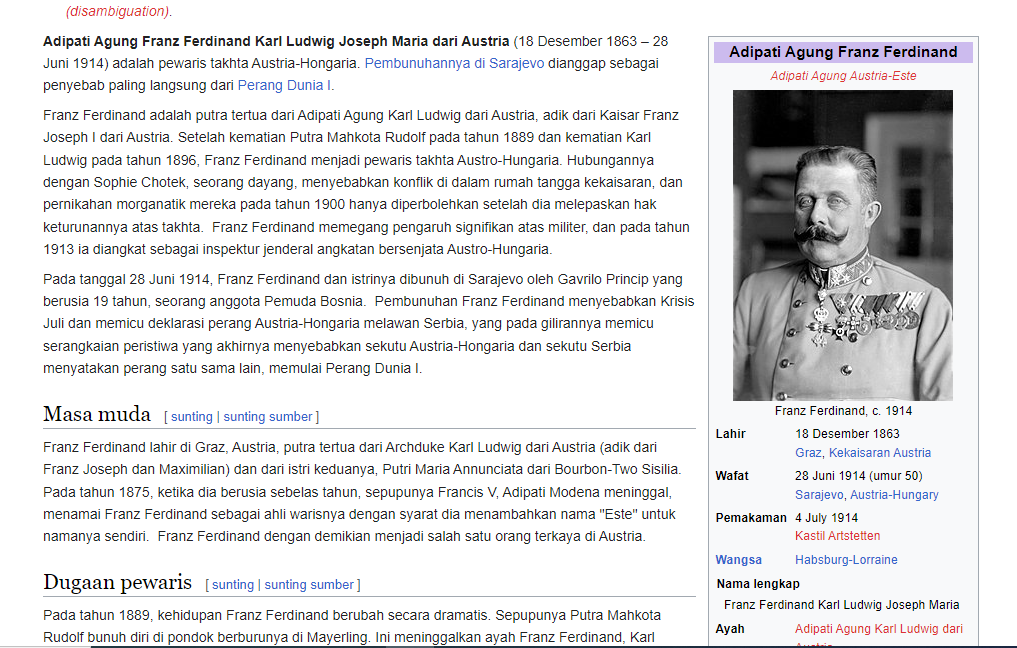 (disambiguation).
Adipati Agung Franz Ferdinand Karl Ludwig Joseph Maria dari Austria (18 Desember 1863 – 28
Juni 1914) adalah pewaris takhta Austria-Hongaria. Pembunuhannya di Sarajevo dianggap sebagai
penyebab paling langsung dari Perang Dunia I.
Franz Ferdinand adalah putra tertua dari Adipati Agung Karl Ludwig dari Austria, adik dari Kaisar Franz
Joseph I dari Austria. Setelah kematian Putra Mahkota Rudolf pada tahun 1889 dan kematian Karl
Ludwig pada tahun 1896, Franz Ferdinand menjadi pewaris takhta Austro-Hungaria. Hubungannya
dengan Sophie Chotek, seorang dayang, menyebabkan konflik di dalam rumah tangga kekaisaran, dan
pernikahan morganatik mereka pada tahun 1900 hanya diperbolehkan setelah dia melepaskan hak
keturunannya atas takhta. Franz Ferdinand memegang pengaruh signifikan atas militer, dan pada tahun
1913 ia diangkat sebagai inspektur jenderal angkatan bersenjata Austro-Hungaria.
Pada tanggal 28 Juni 1914, Franz Ferdinand dan istrinya dibunuh di Sarajevo oleh Gavrilo Princip yang
berusia 19 tahun, seorang anggota Pemuda Bosnia. Pembunuhan Franz Ferdinand menyebabkan Krisis
Juli dan memicu deklarasi perang Austria-Hongaria melawan Serbia, yang pada gilirannya memicu
serangkaian peristiwa yang akhirnya menyebabkan sekutu Austria-Hongaria dan sekutu Serbia
menyatakan perang satu sama lain, memulai Perang Dunia I.
Masa muda [ sunting | sunting sumber ]
Franz Ferdinand lahir di Graz, Austria, putra tertua dari Archduke Karl Ludwig dari Austria (adik dari
Franz Joseph dan Maximilian) dan dari istri keduanya, Putri Maria Annunciata dari Bourbon-Two Sisilia.
Pada tahun 1875, ketika dia berusia sebelas tahun, sepupunya Francis V, Adipati Modena meninggal,
menamai Franz Ferdinand sebagai ahli warisnya dengan syarat dia menambahkan nama "Este" untuk
namanya sendiri. Franz Ferdinand dengan demikian menjadi salah satu orang terkaya di Austria.
Dugaan pewaris [ sunting | sunting sumber ]
Pada tahun 1889, kehidupan Franz Ferdinand berubah secara dramatis. Sepupunya Putra Mahkota
Rudolf bunuh diri di pondok berburunya di Mayerling. Ini meninggalkan ayah Franz Ferdinand, Karl
Adipati Agung Franz Ferdinand
Adipati Agung Austria-Este
Franz Ferdinand, c. 1914
Lahir 18 Desember 1863
Graz, Kekaisaran Austria
Wafat 28 Juni 1914 (umur 50)
Sarajevo, Austria-Hungary
Pemakaman 4 July 1914
Kastil Artstetten
Wangsa Habsburg-Lorraine
Nama lengkap
Franz Ferdinand Karl Ludwig Joseph Maria
Ayah Adipati Agung Karl Ludwig dari